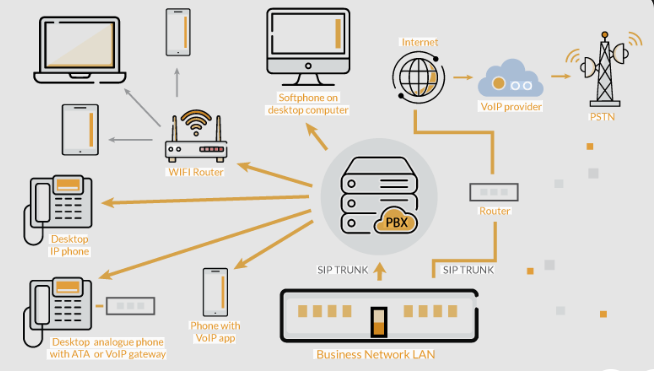 Internet
Softphone on
desktop computer
VoIP provider
PSTN
WIFI Router
PBX
Router
Desktop
IP phone
SIP TRUNK
SIP TRUNK
Phone with
VoIP app
Desktop analogue phone
with ATA or VoIP gateway
Business Network LAN